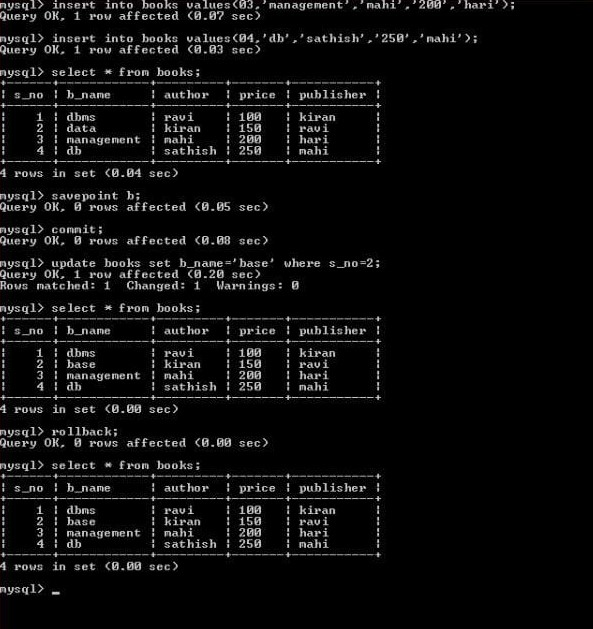 mysql> insert into books values(03,'management','mahi','200','hari');
Query OK, 1 row affected (0.07 sec)
mysql> insert into books values(04,'db','sathish','250','mahi');
Query OK, 1 row affected (0.03 sec)
mysql> select * from books;
+------+------------+---------+-------+-----------+
| s_no | b_name | author | price | publisher |
+------+------------+---------+-------+-----------+
| 1 | dbms | ravi | 100 | kiran |
| 2 | data | kiran | 150 | ravi |
| 3 | management | mahi | 200 | hari |
| 4 | db | sathish | 250 | mahi |
+------+------------+---------+-------+-----------+
4 rows in set (0.04 sec)
mysql> savepoint b;
Query OK, 0 rows affected (0.05 sec)
mysql> commit;
Query OK, 0 rows affected (0.08 sec)
mysql> update books set b_name='base' where s_no=2;
Query OK, 1 row affected (0.20 sec)
Rows matched: 1 Changed: 1 Warnings: 0
mysql> select * from books;
+------+------------+---------+-------+-----------+
| s_no | b_name | author | price | publisher |
+------+------------+---------+-------+-----------+
| 1 | dbms | ravi | 100 | kiran |
| 2 | base | kiran | 150 | ravi |
| 3 | management | mahi | 200 | hari |
| 4 | db | sathish | 250 | mahi |
+------+------------+---------+-------+-----------+
4 rows in set (0.00 sec)
mysql> rollback;
Query OK, 0 rows affected (0.00 sec)
mysql> select * from books;
+------+------------+---------+-------+-----------+
| s_no | b_name | author | price | publisher |
+------+------------+---------+-------+-----------+
| 1 | dbms | ravi | 100 | kiran |
| 2 | base | kiran | 150 | ravi |
| 3 | management | mahi | 200 | hari |
| 4 | db | sathish | 250 | mahi |
+------+------------+---------+-------+-----------+
4 rows in set (0.00 sec)
mysql> _